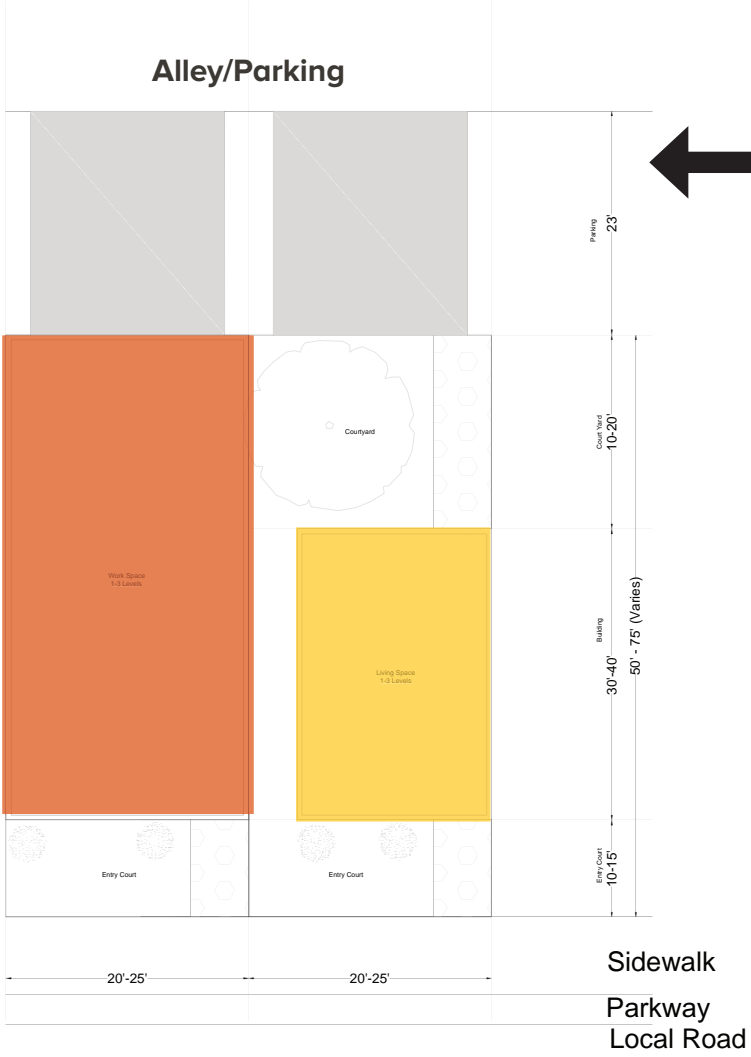 Alley/Parking
Parking
23'
Courtyard
Court Yard
10-20'
Work Space
1-3 Levels
Living Space
1-3 Levels
Building
30'-40'
50' - 75' (Varies)
Entry Court
Entry Court
Entry Court
10-15'
20'-25'
20'-25'
Sidewalk
Parkway
Local Road